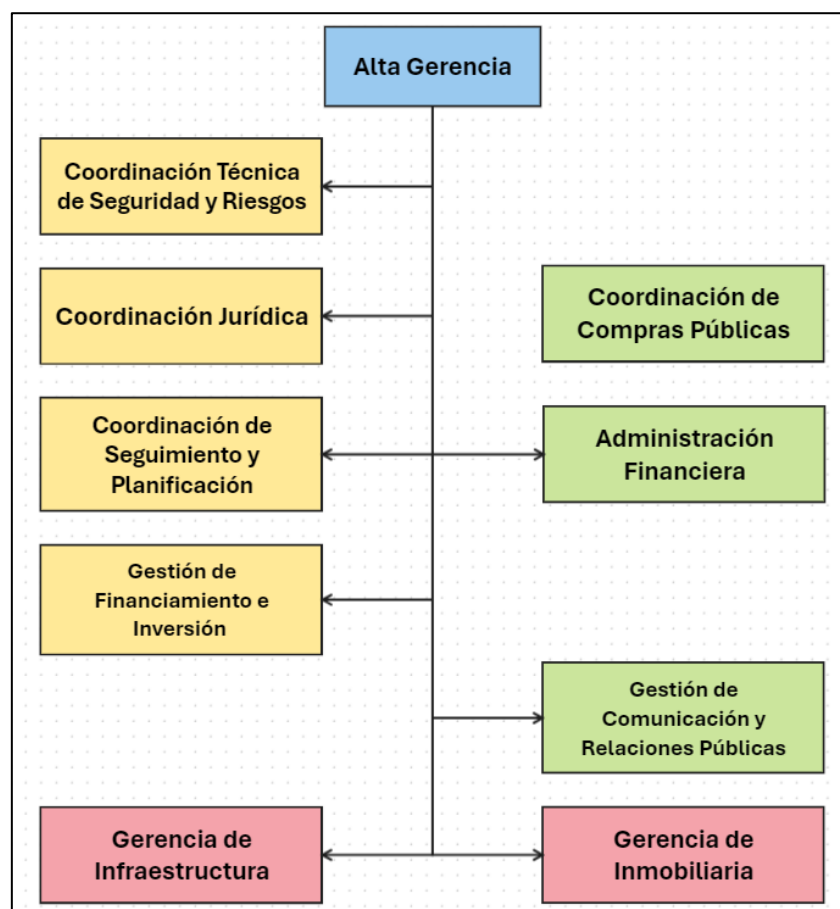 Alta Gerencia
Coordinación Técnica
de Seguridad y Riesgos
Coordinación Jurídica
Coordinación de
Compras Públicas
Coordinación de
Seguimiento y
Planificación
Administración
Financiera
Gestión de
Financiamiento e
Inversión
Gestión de
Comunicación y
Relaciones Públicas
Gerencia de
Infraestructura
Gerencia de
Inmobiliaria